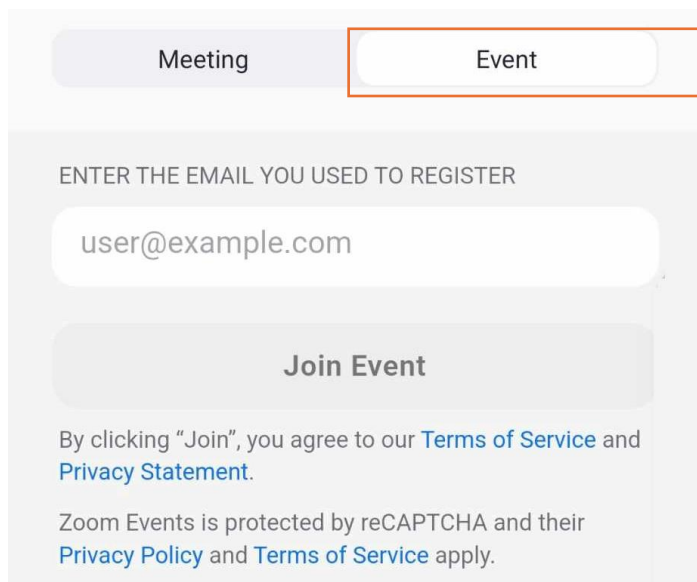 Meeting
Event
ENTER THE EMAIL YOU USED TO REGISTER
user@example.com
Join Event
By clicking “Join”, you agree to our Terms of Service and
Privacy Statement.
Zoom Events is protected by reCAPTCHA and their
Privacy Policy and Terms of Service apply.